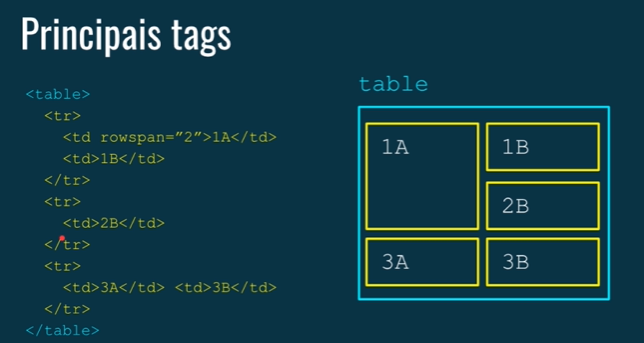 Principais tags
<table>
<tr>
<td rowspan=”2”>1A</td>
<td>1B</td>
</tr>
<tr>
<td>2B</td>
</tr>
<tr>
<td>3A</td> <td>3B</td>
</tr>
</table>
table
1A 1B
2B
3A 3B